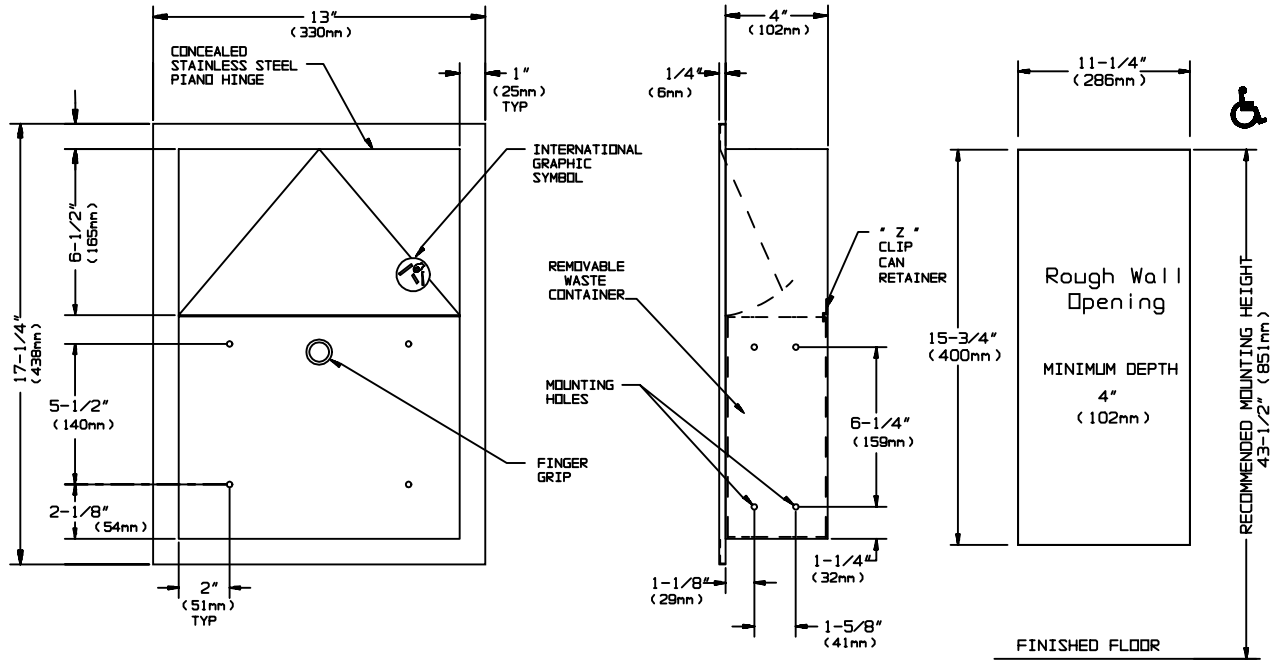 13"
(330mm)
CONCEALED
STAINLESS STEEL
PIANO HINGE
1"
(25mm)
TYP
INTERNATIONAL
GRAPHIC
SYMBOL
6-1/2"
(165mm)
17-1/4"
(438mm)
5-1/2"
(140mm)
2-1/8"
(54mm)
2"
(51mm)
TYP
FINGER
GRIP
4"
(102mm)
1/4"
(6mm)
" Z "
CLIP
CAN
RETAINER
REMOVABLE
WASTE
CONTAINER
MOUNTING
HOLES
6-1/4"
(159mm)
1-1/4"
(32mm)
1-1/8"
(29mm)
1-5/8"
(41mm)
11-1/4"
(286mm)
15-3/4"
(400mm)
Rough Wall
Opening
MINIMUM DEPTH
4"
(102mm)
RECOMMENDED MOUNTING HEIGHT
43-1/2" (851mm)
FINISHED FLOOR